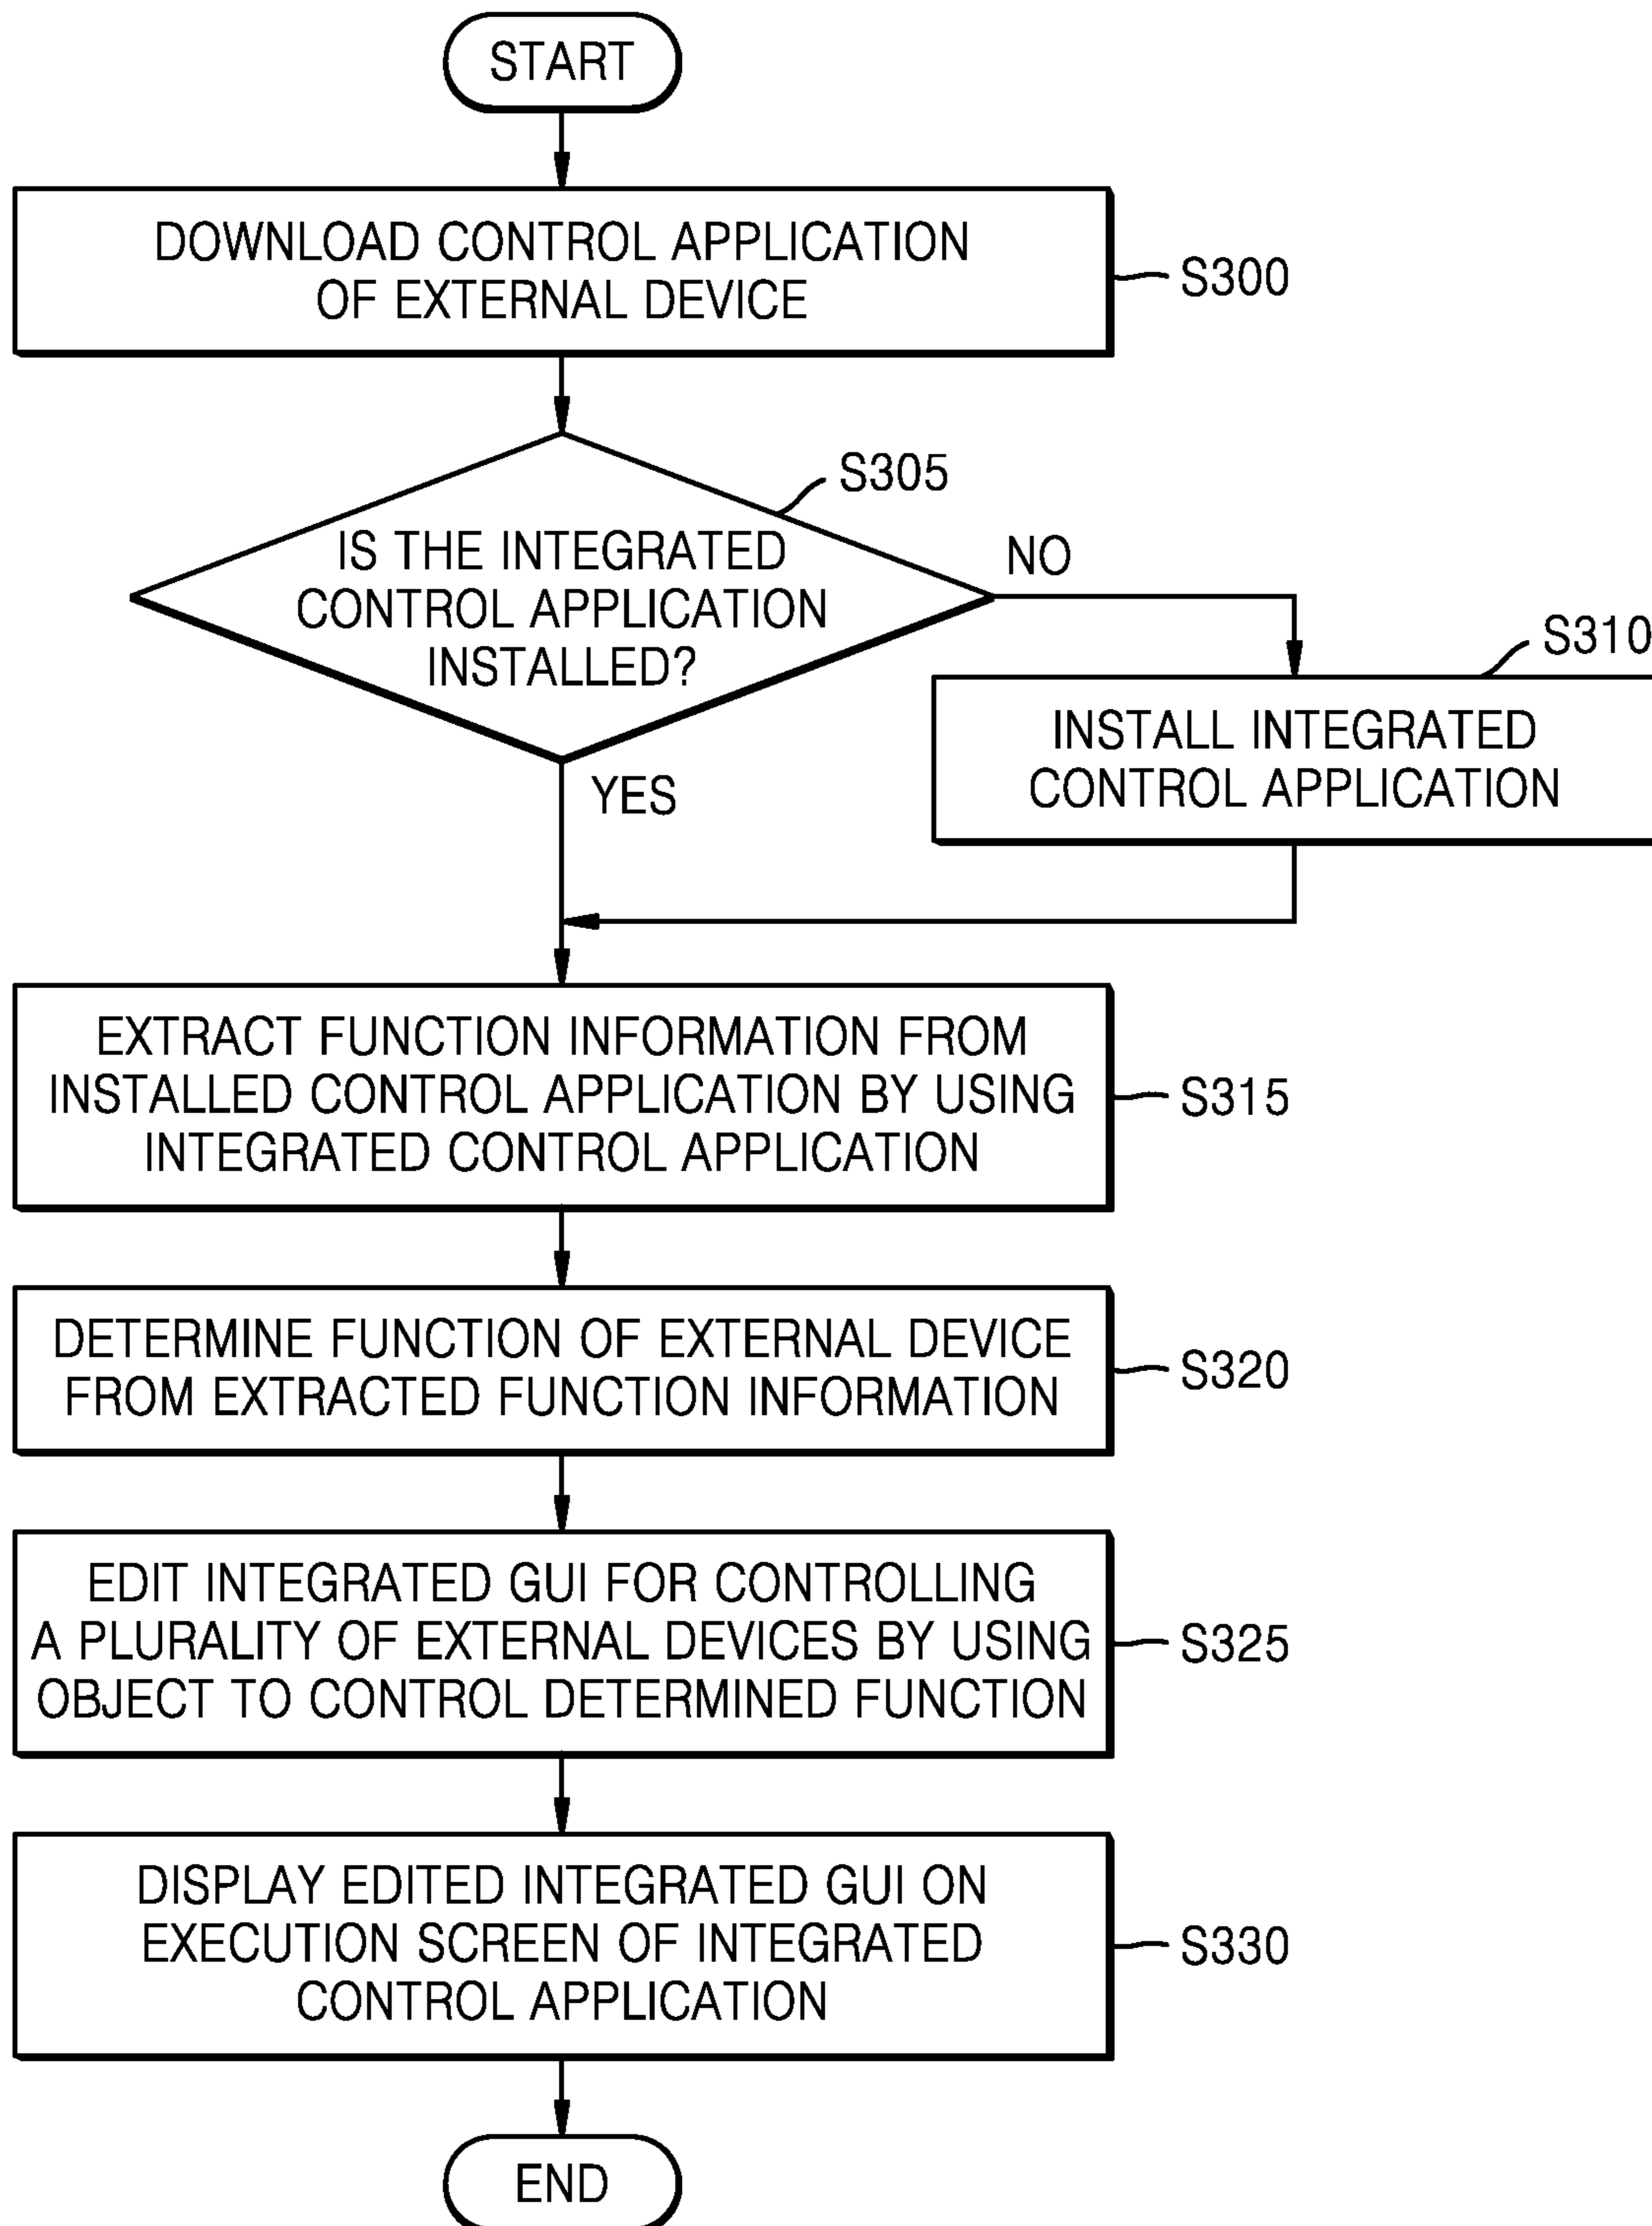 START
DOWNLOAD CONTROL APPLICATION
OF EXTERNAL DEVICE
S300
S305
IS THE INTEGRATED
CONTROL APPLICATION
INSTALLED?
NO
S310
INSTALL INTEGRATED
CONTROL APPLICATION
YES
EXTRACT FUNCTION INFORMATION FROM
INSTALLED CONTROL APPLICATION BY USING
INTEGRATED CONTROL APPLICATION
S315
DETERMINE FUNCTION OF EXTERNAL DEVICE
FROM EXTRACTED FUNCTION INFORMATION
S320
EDIT INTEGRATED GUI FOR CONTROLLING
A PLURALITY OF EXTERNAL DEVICES BY USING
OBJECT TO CONTROL DETERMINED FUNCTION
S325
DISPLAY EDITED INTEGRATED GUI ON
EXECUTION SCREEN OF INTEGRATED
CONTROL APPLICATION
S330
END